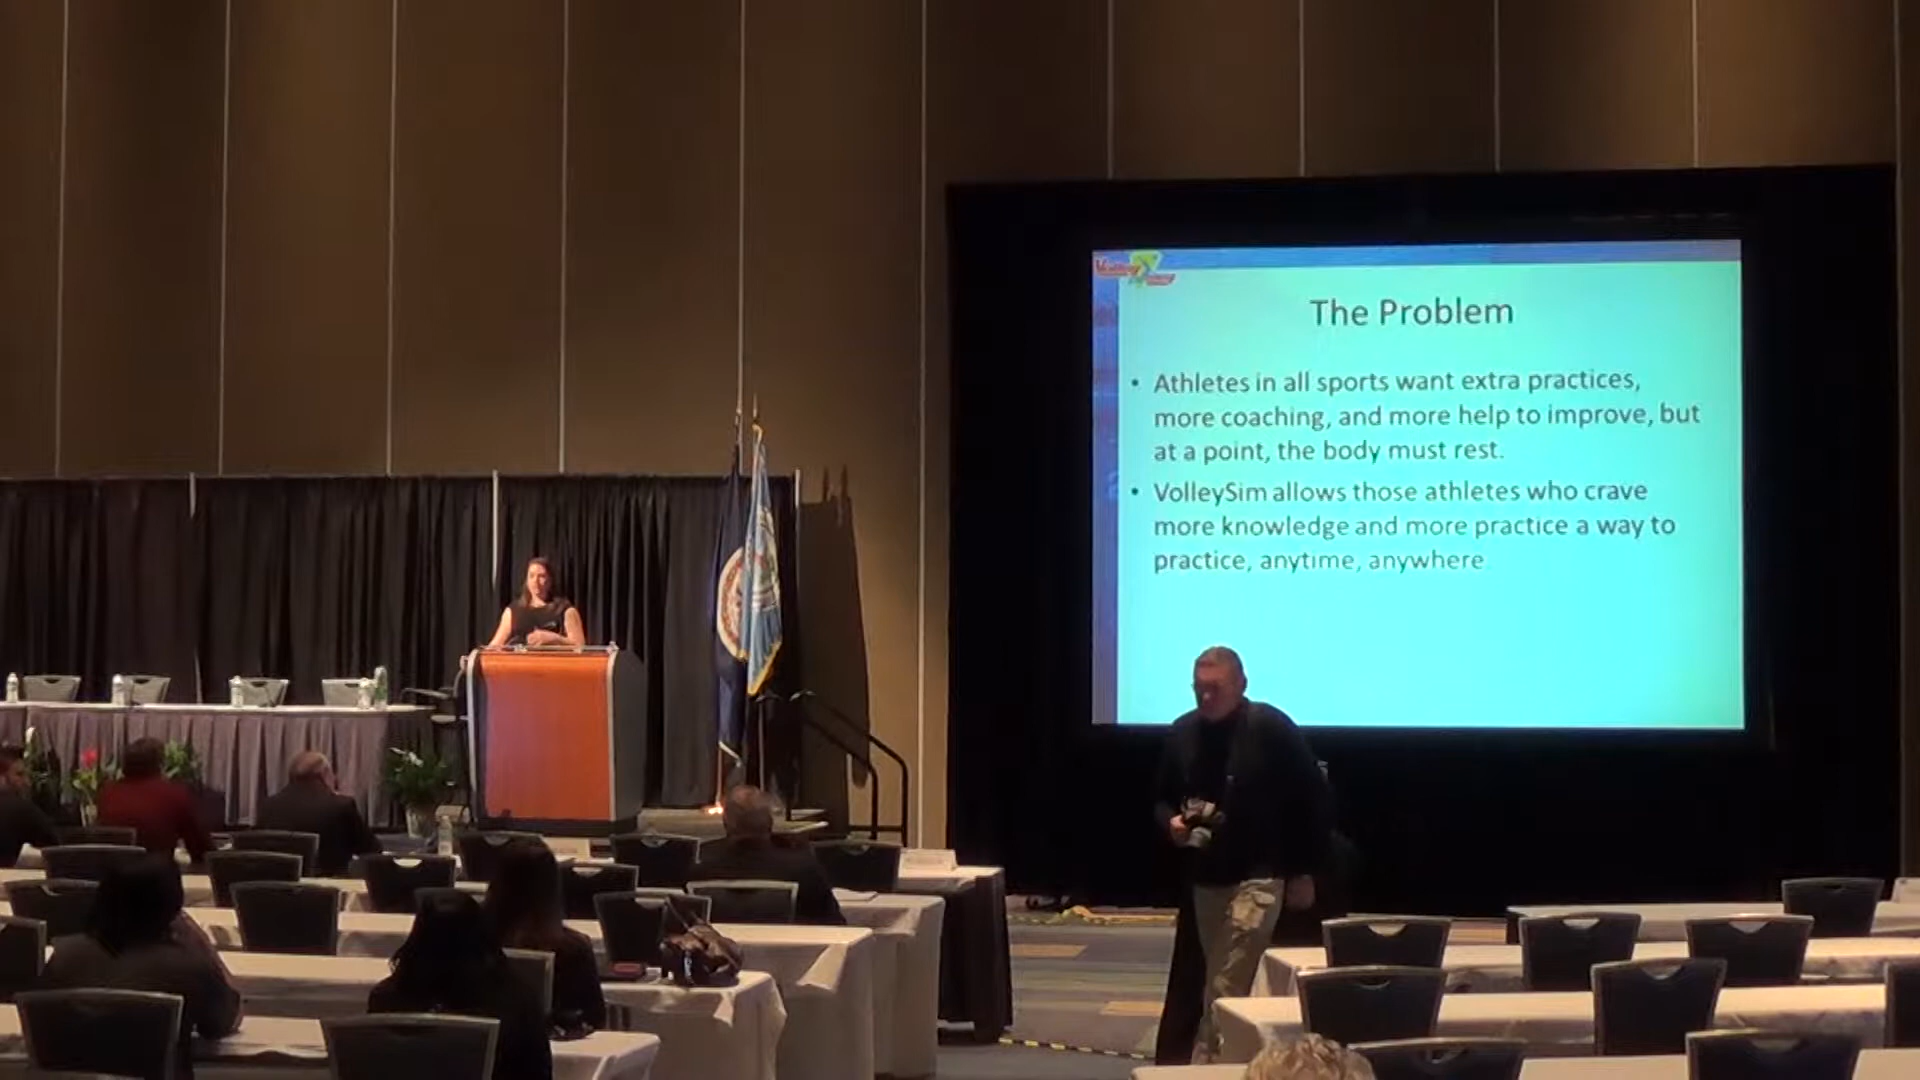 The Problem
• Athletes in all sports want extra practices,
more coaching, and more help to improve, but
at a point, the body must rest.
• VolleySim allows those athletes who crave
more knowledge and more practice a way to
practice, anytime, anywhere